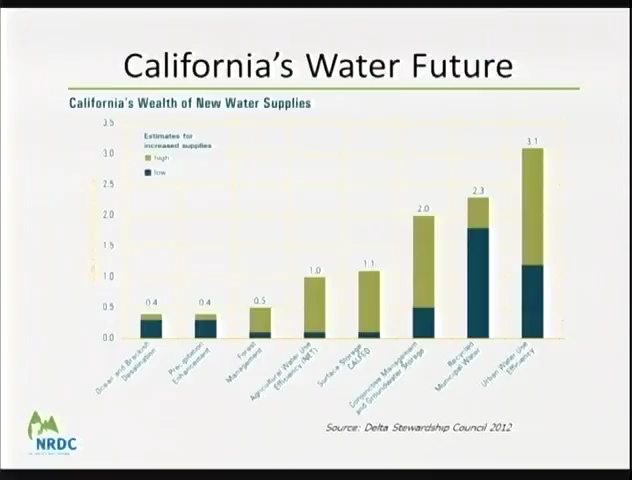 California's Water Future
California's Wealth of New Water Supplies
3.5
3.0
2.5
2.0
1.5
1.0
0.5
0.0
Estimates for
increased supplies
high
low
0.4
0.4
0.5
1.0
1.1
2.0
2.3
3.1
Ocean and Brackish
Desalination
Precipitation
Enhancement
Forest
Management
Agricultural Water Use
Efficiency (NET)
Surface Storage
CALFED
Conjunctive Management
and Groundwater Storage
Recycled
Municipal Water
Urban Water Use
Efficiency
Source: Delta Stewardship Council 2012
NRDC